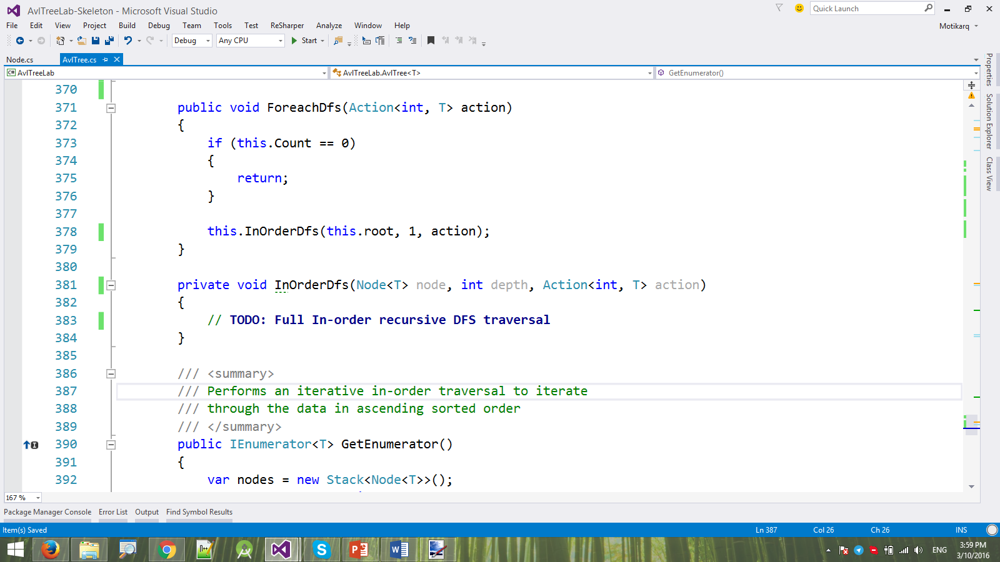 AvlTreeLab-Skeleton - Microsoft Visual Studio
Quick Launch
File Edit View Project Build Debug Team Tools Test ReSharper Analyze Window Help
Motikarq
Debug Any CPU Start
Node.cs AvlTree.cs
AvlTreeLab AvlTreeLab.AvlTree<T> GetEnumerator()
370
371 public void ForeachDfs(Action<int, T> action)
372 {
373 if (this.Count == 0)
374 {
375 return;
376 }
377
378 this.InOrderDfs(this.root, 1, action);
379 }
380
381 private void InOrderDfs(Node<T> node, int depth, Action<int, T> action)
382 {
383 // TODO: Full In-order recursive DFS traversal
384 }
385
386 /// <summary>
387 /// Performs an iterative in-order traversal to iterate
388 /// through the data in ascending sorted order
389 /// </summary>
390 public IEnumerator<T> GetEnumerator()
391 {
392 var nodes = new Stack<Node<T>>();
Properties
Solution Explorer
Class View
167 %
Package Manager Console Error List Output Find Symbol Results
Item(s) Saved Ln 387 Col 26 Ch 26 INS
ENG
3:59 PM
3/10/2016